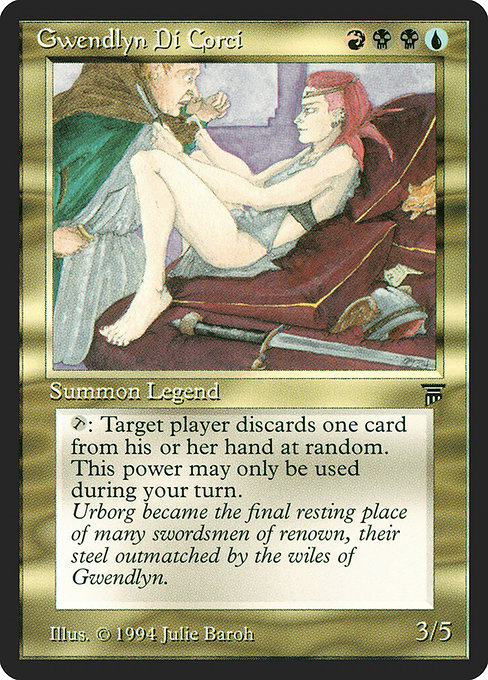 Gwendlyn Di Corci
Summon Legend
: Target player discards one card
from his or her hand at random.
This power may only be used
during your turn.
Urborg became the final resting place
of many swordsmen of renown, their
steel outmatched by the wiles of
Gwendlyn.
Illus. © 1994 Julie Baroh
3/5